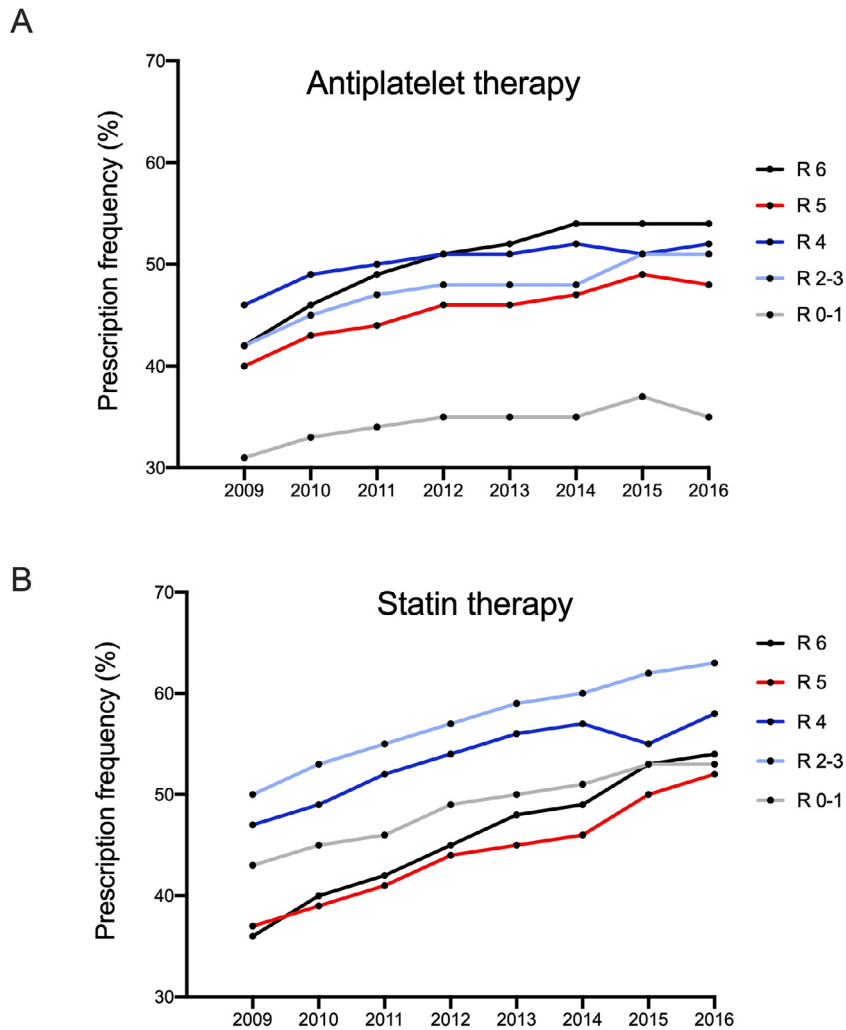 A
Antiplatelet therapy
Prescription frequency (%)
70
60
50
40
30
2009 2010 2011 2012 2013 2014 2015 2016
R 6
R 5
R 4
R 2-3
R 0-1
B
Statin therapy
Prescription frequency (%)
70
60
50
40
30
2009 2010 2011 2012 2013 2014 2015 2016
R 6
R 5
R 4
R 2-3
R 0-1